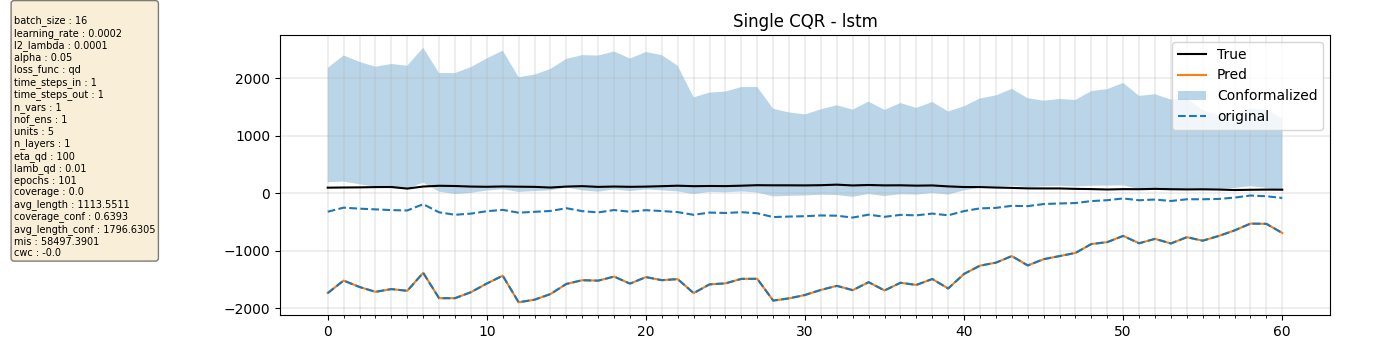 batch_size : 16
learning_rate : 0.0002
l2_lambda : 0.0001
alpha : 0.05
loss_func : qd
time_steps_in : 1
time_steps_out : 1
n_vars : 1
nof_ens : 1
units : 5
n_layers : 1
eta_qd : 100
lamb_qd : 0.01
epochs : 101
coverage : 0.0
avg_length : 1113.5511
coverage_conf : 0.6393
avg_length_conf : 1796.6305
mis : 58497.3901
cwc : -0.0
Single CQR - lstm
2000
1000
0
−1000
−2000
True
Pred
Conformalized
original
0 10 20 30 40 50 60